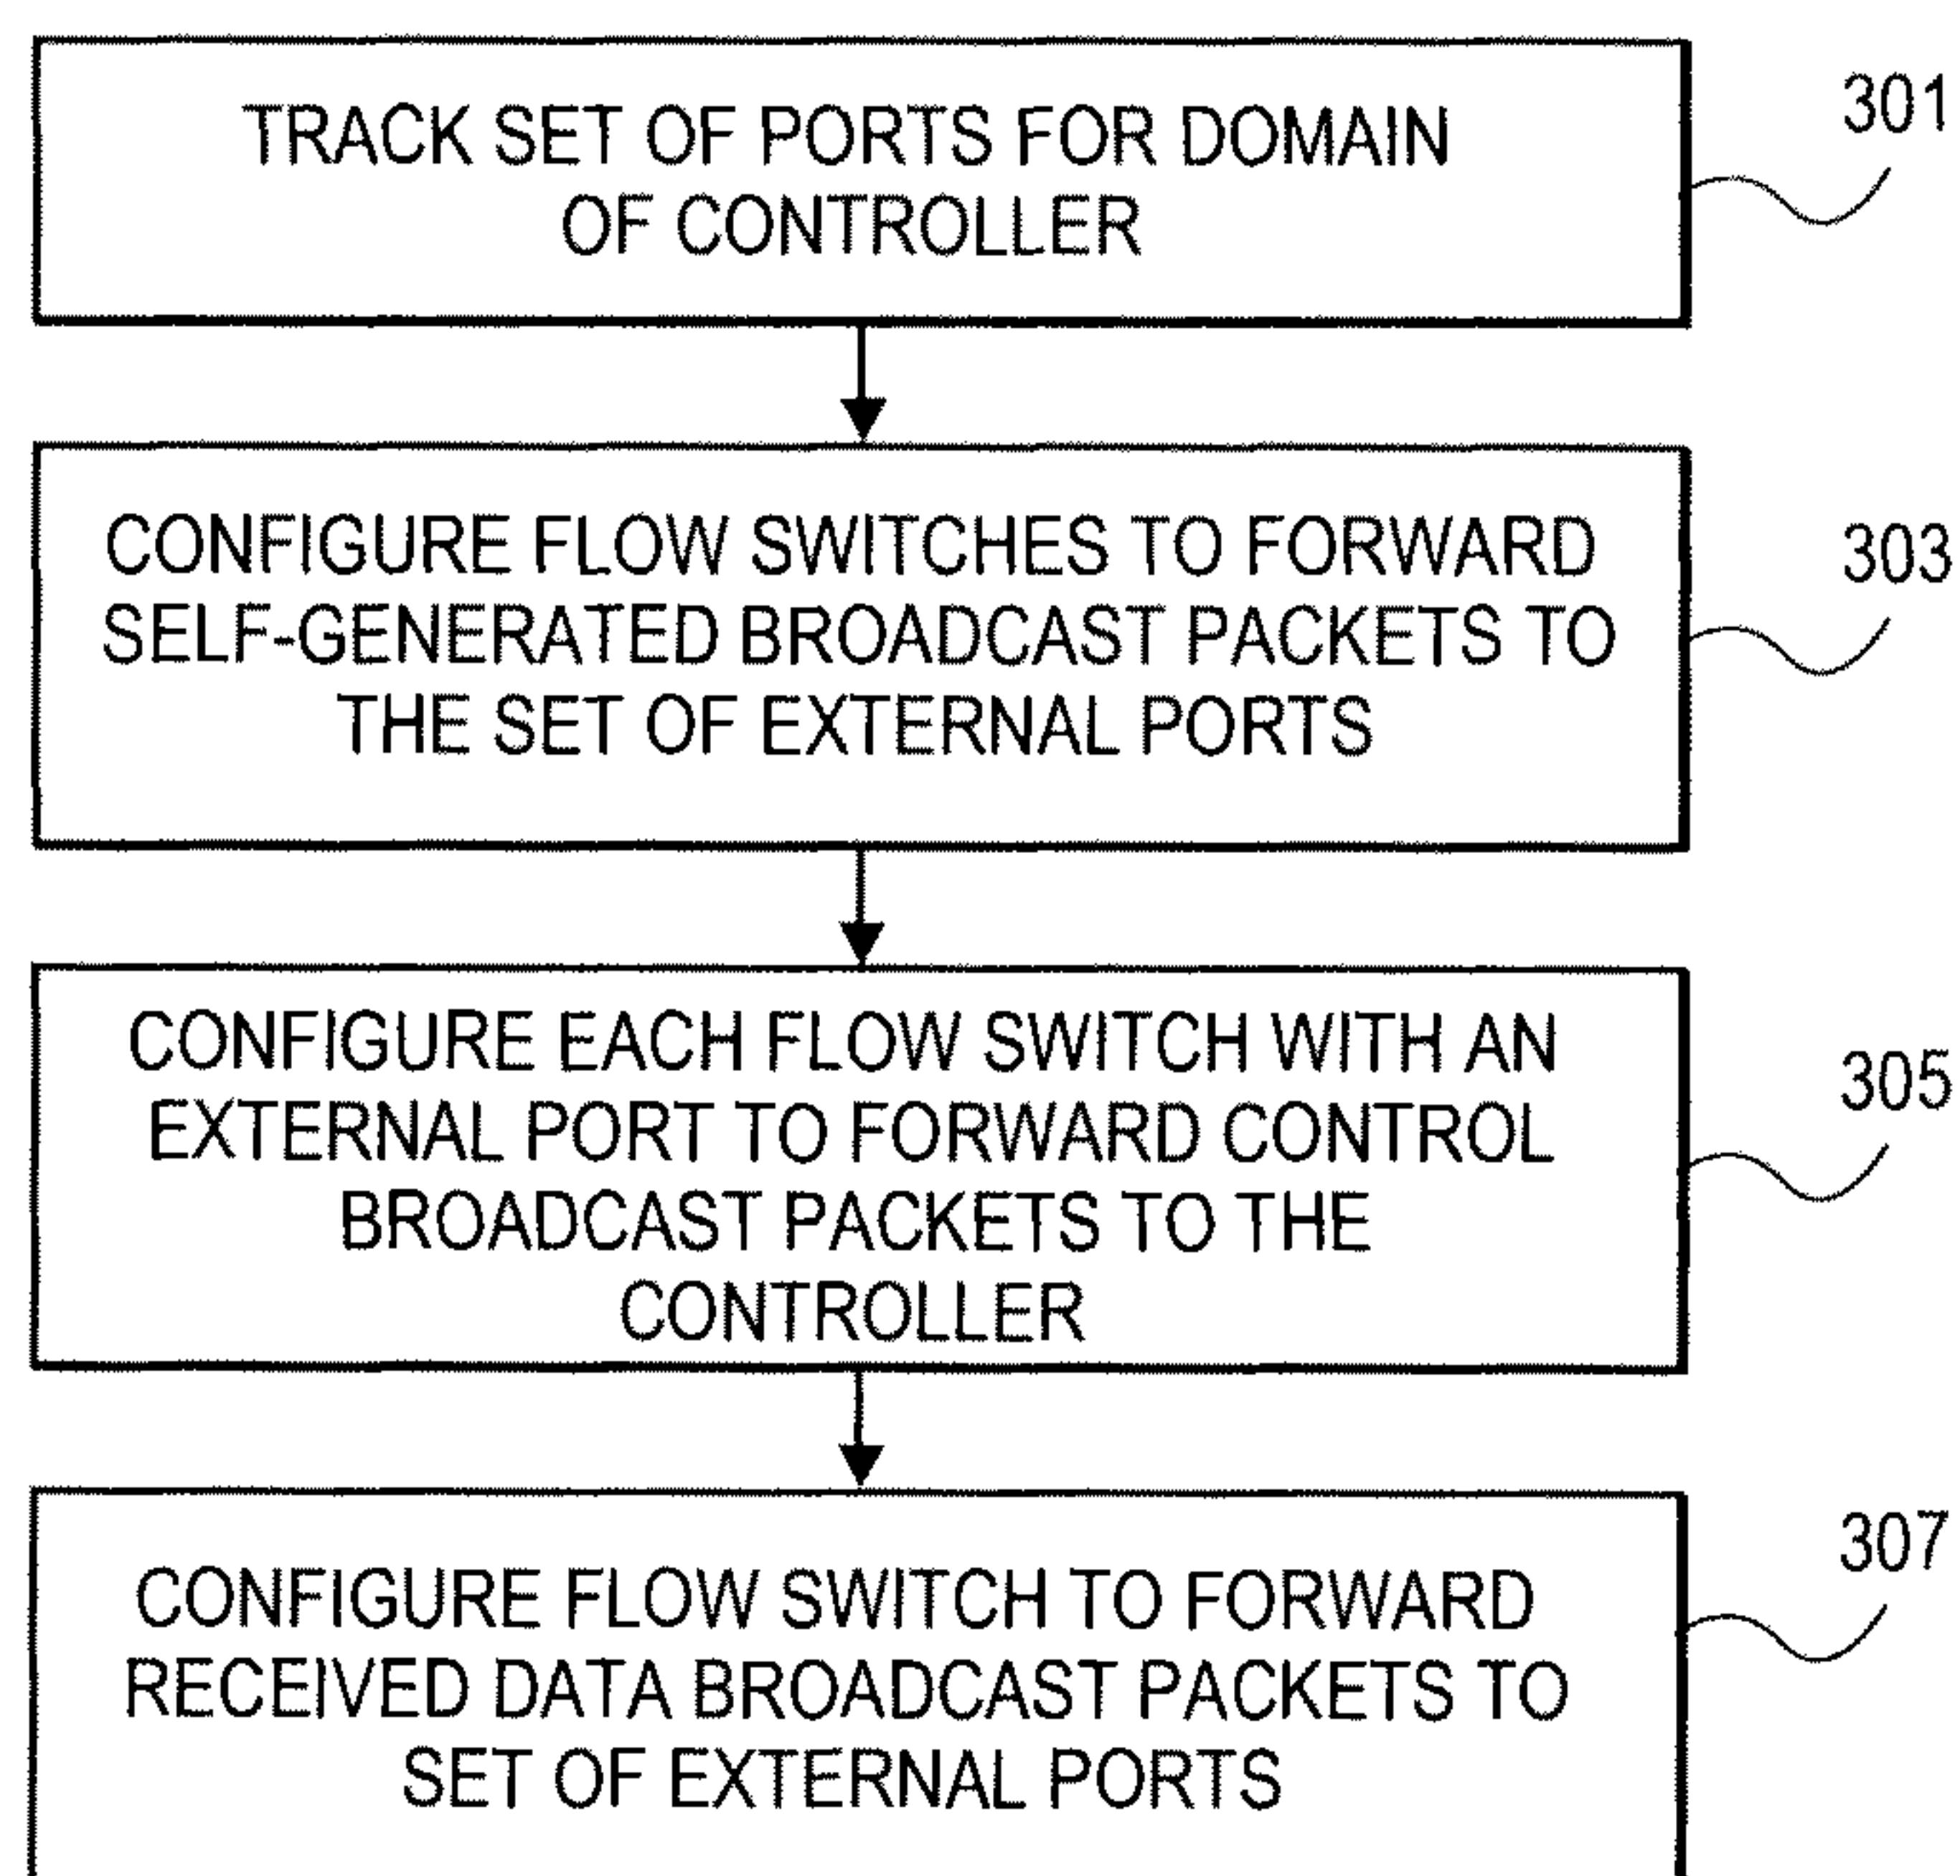 TRACK SET OF PORTS FOR DOMAIN
OF CONTROLLER
301
CONFIGURE FLOW SWITCHES TO FORWARD
SELF-GENERATED BROADCAST PACKETS TO
THE SET OF EXTERNAL PORTS
303
CONFIGURE EACH FLOW SWITCH WITH AN
EXTERNAL PORT TO FORWARD CONTROL
BROADCAST PACKETS TO THE
CONTROLLER
305
CONFIGURE FLOW SWITCH TO FORWARD
RECEIVED DATA BROADCAST PACKETS TO
SET OF EXTERNAL PORTS
307